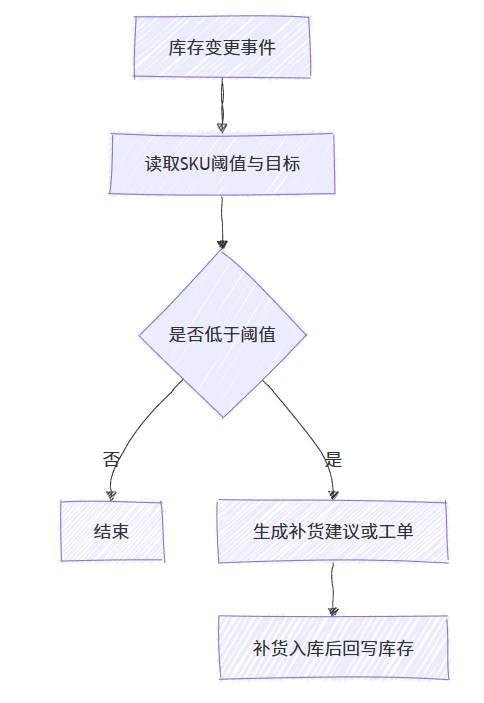 库存变更事件
读取SKU阈值与目标
是否低于阈值
否
是
结束
生成补货建议或工单
补货入库后回写库存